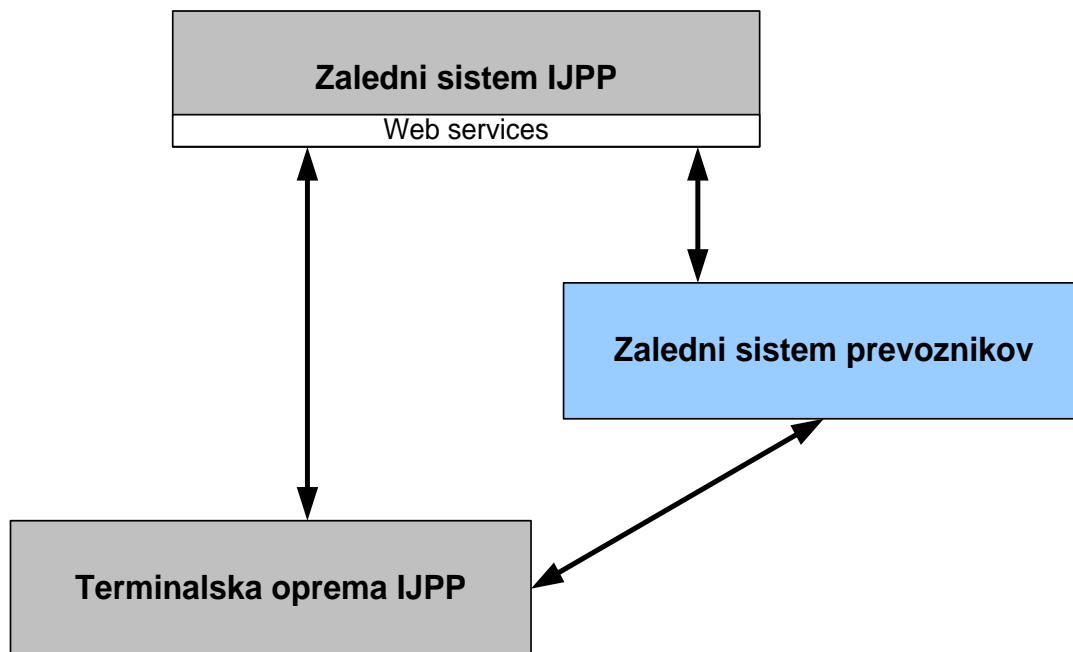 Zaledni sistem IJPP
Web services
Zaledni sistem prevoznikov
Terminalska oprema IJPP